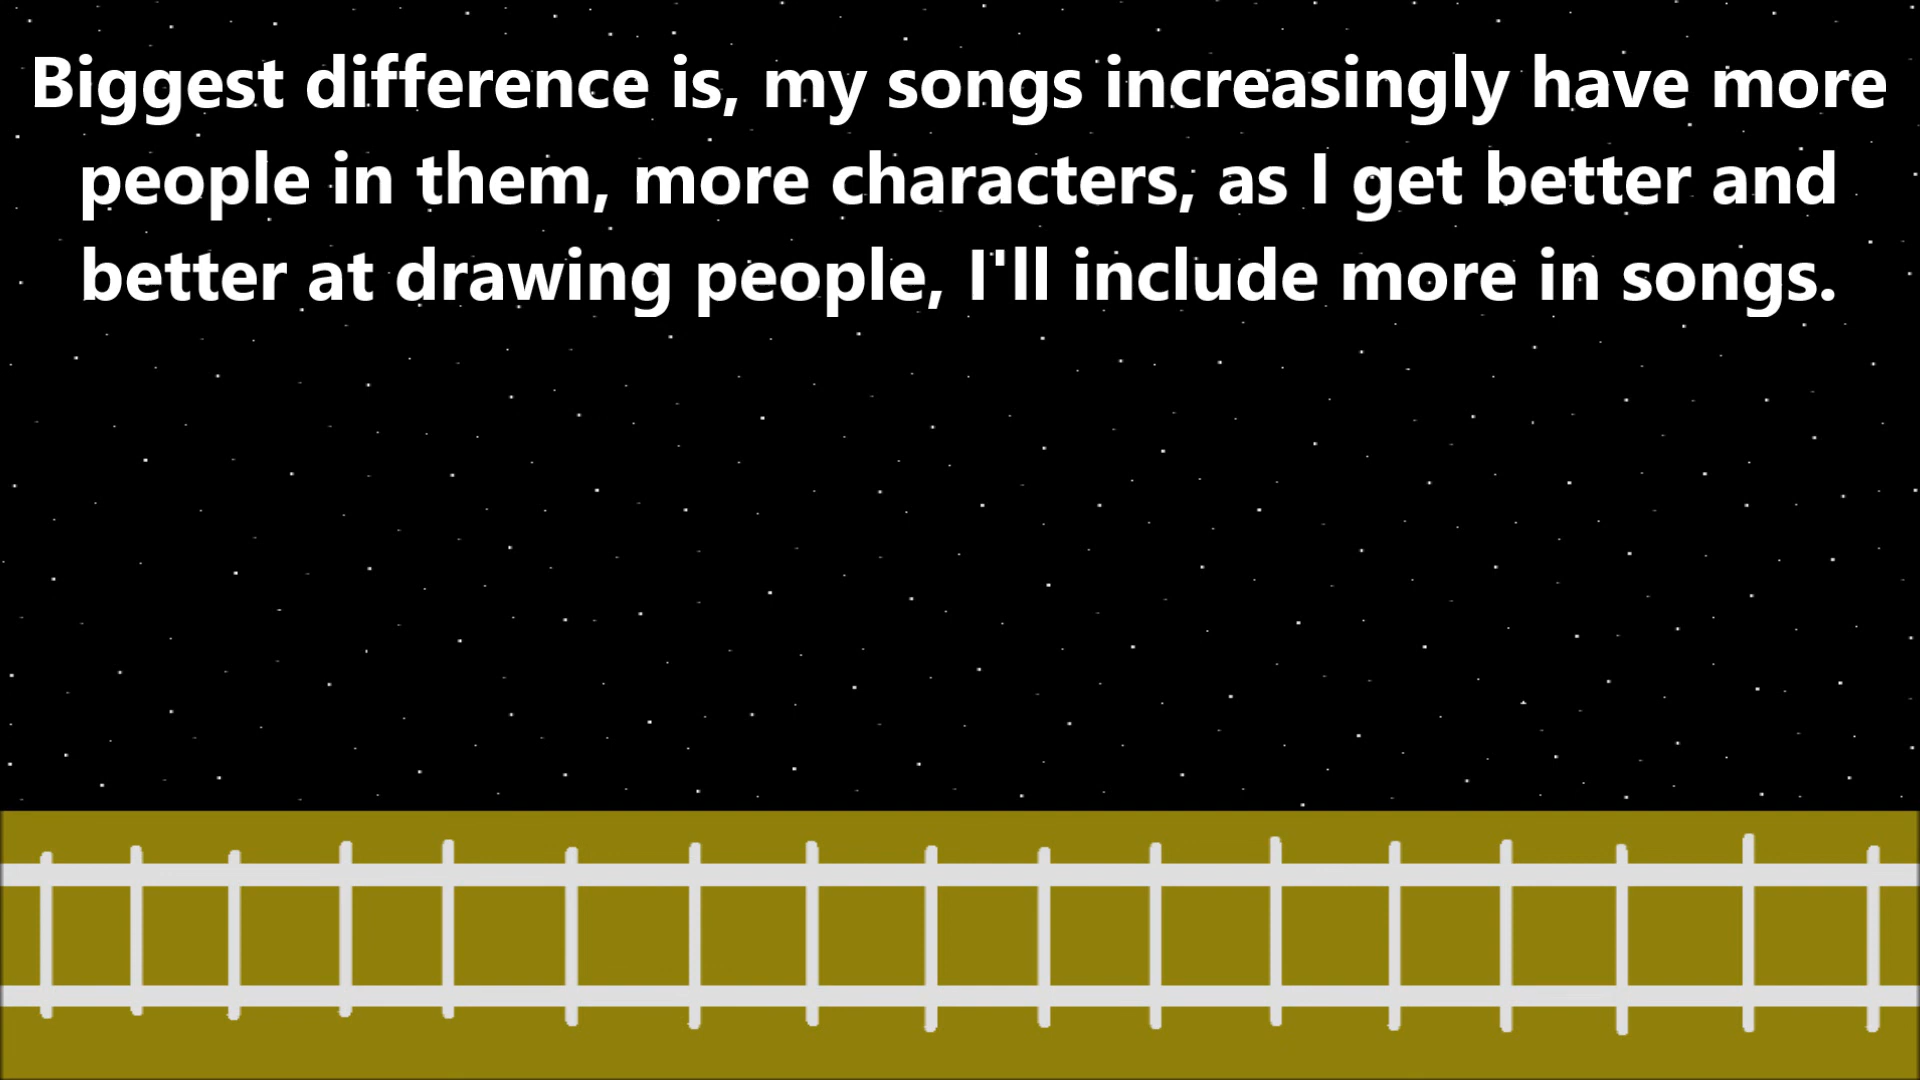 Biggest difference is, my songs increasingly have more
people in them, more characters, as I get better and
better at drawing people, I'll include more in songs.